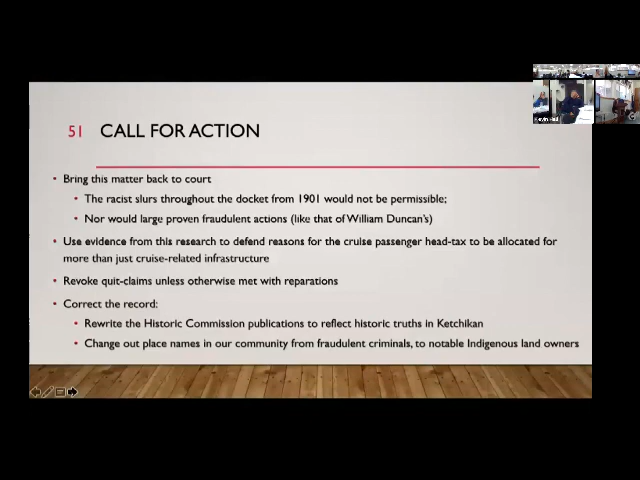 51 CALL FOR ACTION
• Bring this matter back to court
• The racist slurs throughout the docket from 1901 would not be permissible;
• Nor would large proven fraudulent actions (like that of William Duncan's)
• Use evidence from this research to defend reasons for the cruise passenger head-tax to be allocated for
more than just cruise-related infrastructure
• Revoke quit-claims unless otherwise met with reparations
• Correct the record:
• Rewrite the Historic Commission publications to reflect historic truths in Ketchikan
• Change out place names in our community from fraudulent criminals, to notable Indigenous land owners